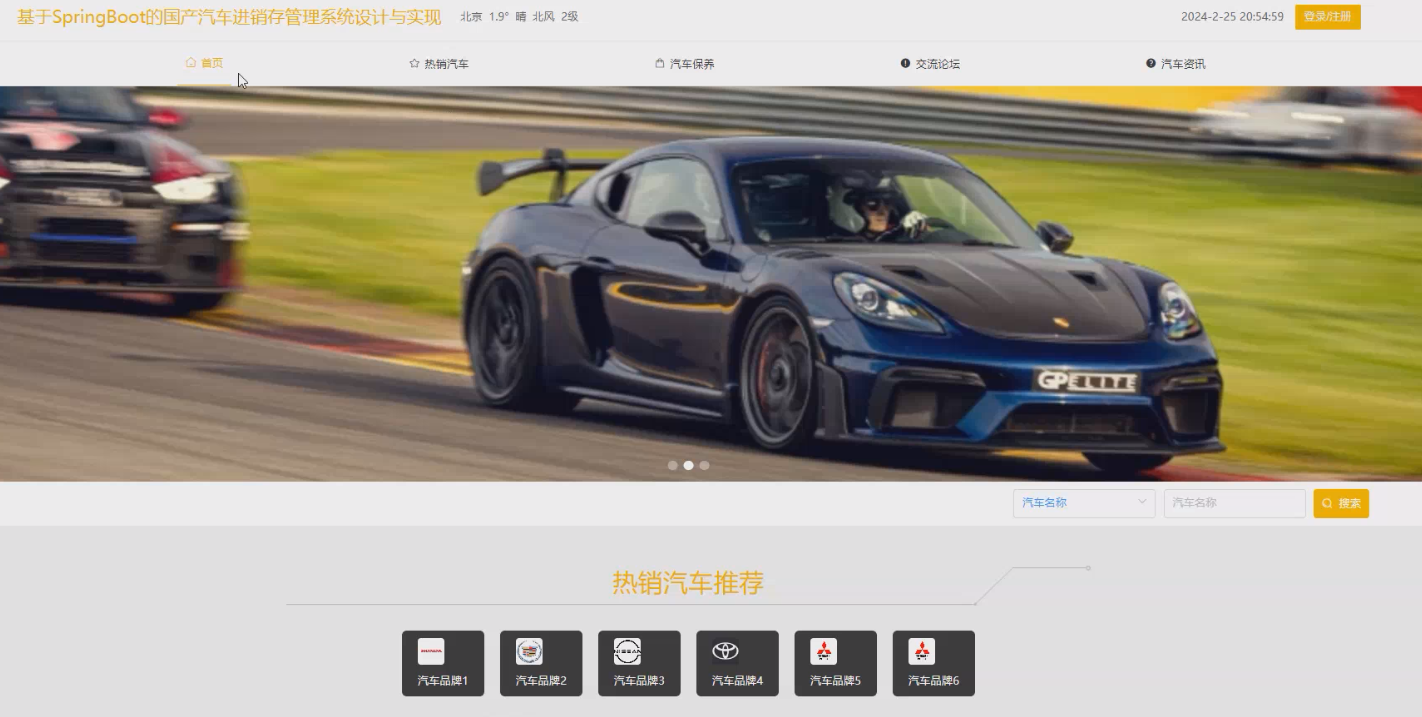 基于SpringBoot的国产汽车进销存管理系统设计与实现
北京 1.9° 晴 北风 2级
2024-2-25 20:54:59
登录/注册
首页
热销汽车
汽车保养
交流论坛
汽车资讯
GPELITE
汽车名称
汽车名称
搜索
热销汽车推荐
NISSAN
汽车品牌1
汽车品牌2
汽车品牌3
汽车品牌4
汽车品牌5
汽车品牌6